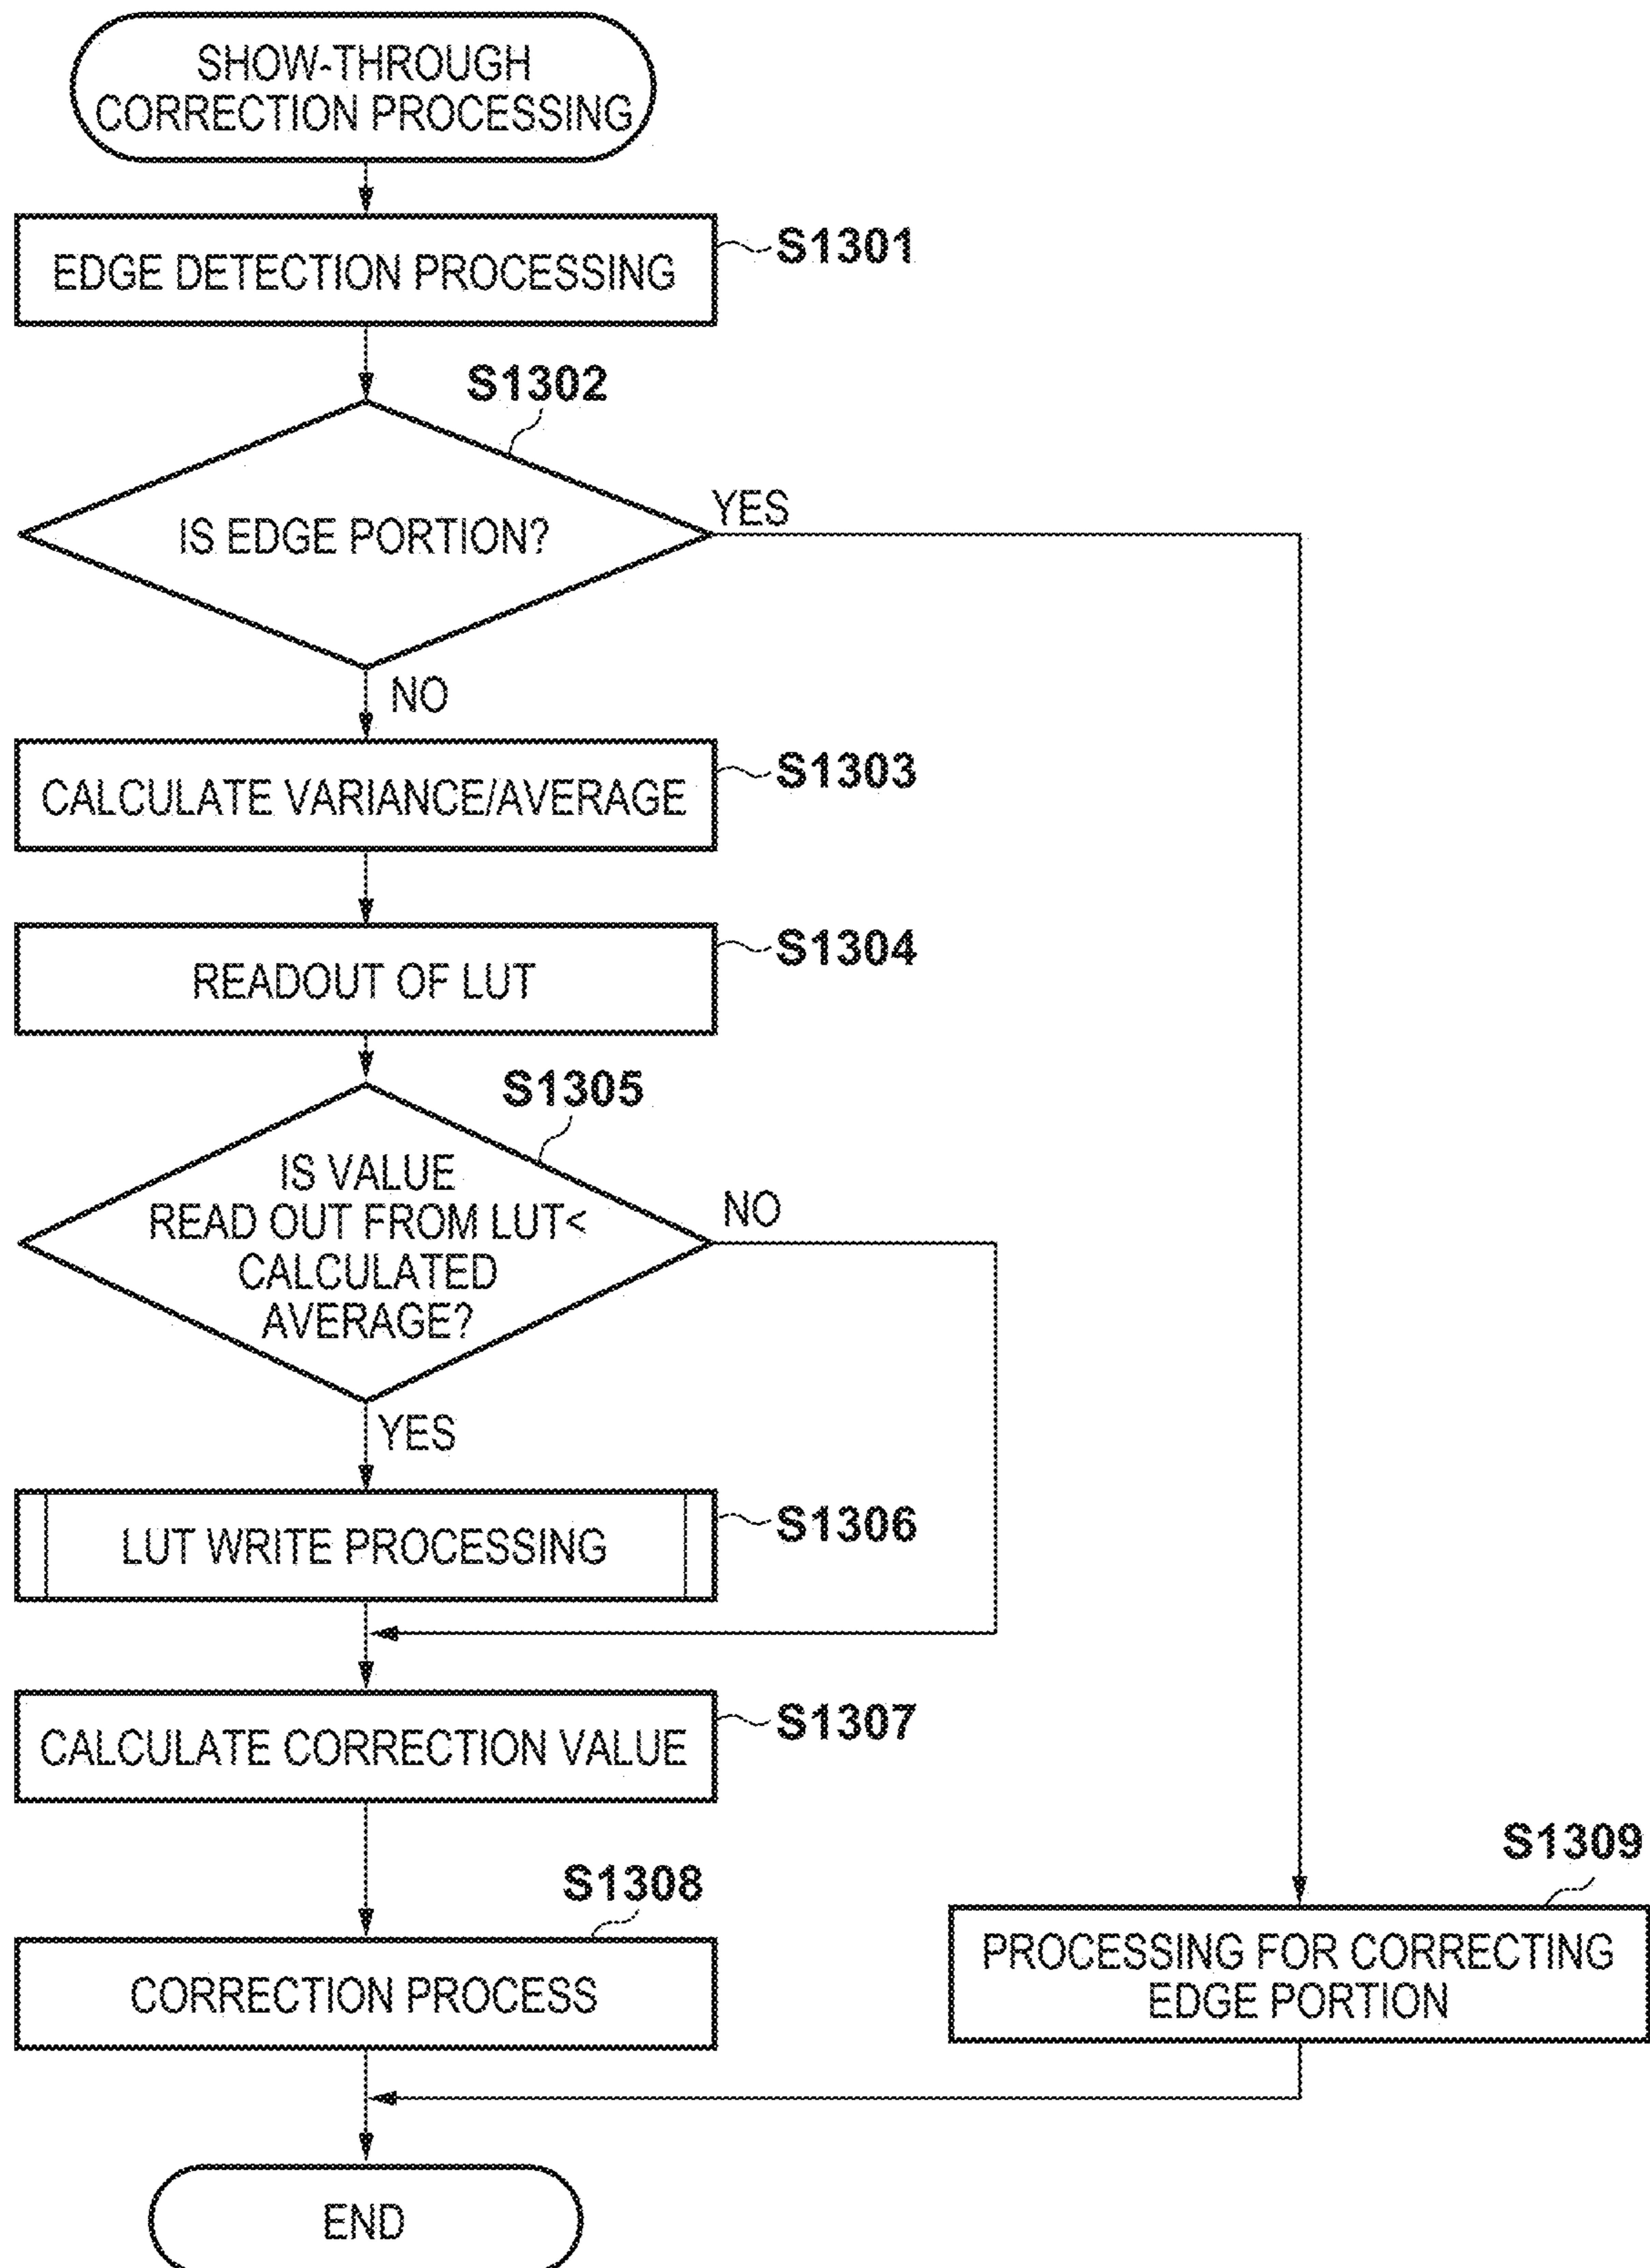 SHOW-THROUGH
CORRECTION PROCESSING
EDGE DETECTION PROCESSING
S1301
S1302
IS EDGE PORTION?
YES
NO
CALCULATE VARIANCE/AVERAGE
S1303
READOUT OF LUT
S1304
S1305
IS VALUE
READ OUT FROM LUT<
CALCULATED
AVERAGE?
NO
YES
LUT WRITE PROCESSING
S1306
CALCULATE CORRECTION VALUE
S1307
S1308
CORRECTION PROCESS
S1309
PROCESSING FOR CORRECTING
EDGE PORTION
END